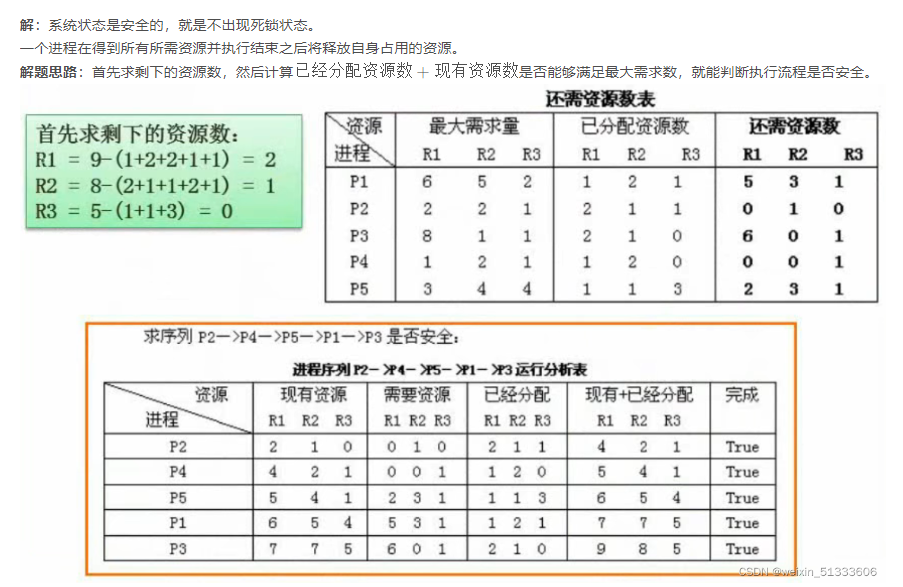 解：系统状态是安全的，就是不出现死锁状态。
一个进程在得到所有所需资源并执行结束之后将释放自身占用的资源。
解题思路：首先求剩下的资源数，然后计算已经分配资源数 + 现有资源数是否能够满足最大需求数，就能判断执行流程是否安全。
首先求剩下的资源数：
R1 = 9-(1+2+2+1+1) = 2
R2 = 8-(2+1+1+2+1) = 1
R3 = 5-(1+1+3) = 0
还需资源数表
资源 最大需求量 已分配资源数 还需资源数
进程 R1 R2 R3 R1 R2 R3 R1 R2 R3
P1 6 5 2 1 2 1 5 3 1
P2 2 2 1 2 1 1 0 1 0
P3 8 1 1 2 1 0 6 0 1
P4 1 2 1 1 2 0 0 0 1
P5 3 4 4 1 1 3 2 3 1
求序列 P2—>P4—>P5—>P1—>P3 是否安全：
进程序列 P2- >P4- >P5- >P1- >P3 运行分析表
资源 现有资源 需要资源 已经分配 现有+已经分配 完成
进程 R1 R2 R3 R1 R2 R3 R1 R2 R3 R1 R2 R3
P2 2 1 0 0 1 0 2 1 1 4 2 1 True
P4 4 2 1 0 0 1 1 2 0 5 4 1 True
P5 5 4 1 2 3 1 1 1 3 6 5 4 True
P1 6 5 4 5 3 1 1 2 1 7 7 5 True
P3 7 7 5 6 0 1 2 1 0 9 8 5 True
CSDN @weixin_51333606